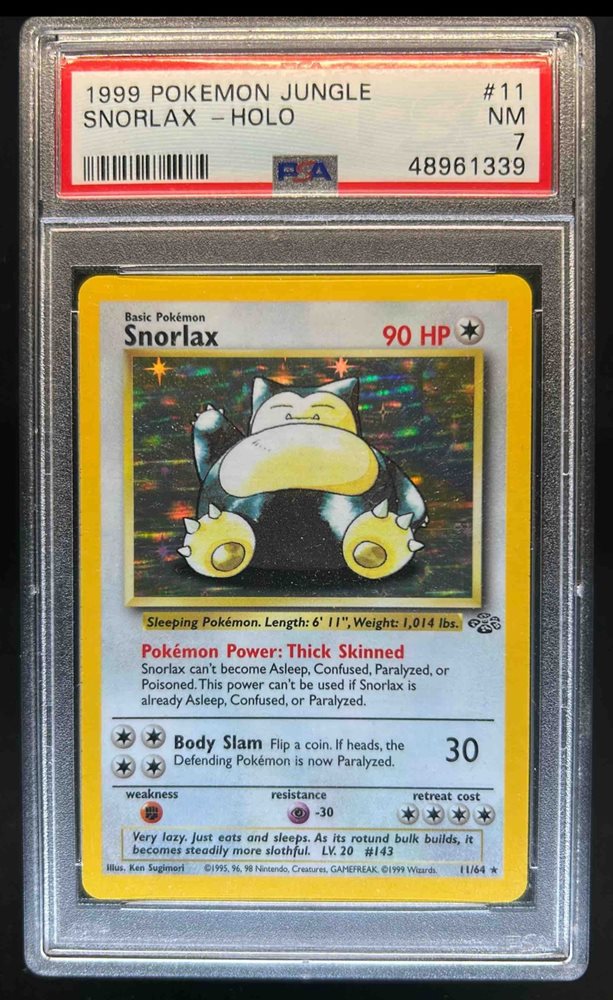 1999 POKEMON JUNGLE #11
SNORLAX - HOLO NM
7
PSA 48961339
Basic Pokémon
Snorlax 90 HP
Sleeping Pokémon. Length: 6' 11", Weight: 1,014 lbs.
Pokémon Power: Thick Skinned
Snorlax can't become Asleep, Confused, Paralyzed, or
Poisoned. This power can't be used if Snorlax is
already Asleep, Confused, or Paralyzed.
Body Slam Flip a coin. If heads, the 30
Defending Pokémon is now Paralyzed.
weakness resistance retreat cost
-30
Very lazy. Just eats and sleeps. As its rotund bulk builds, it
becomes steadily more slothful. LV. 20 #143
Illus. Ken Sugimori ©1995, 96, 98 Nintendo, Creatures, GAMEFREAK. ©1999 Wizards. 11/64 ★